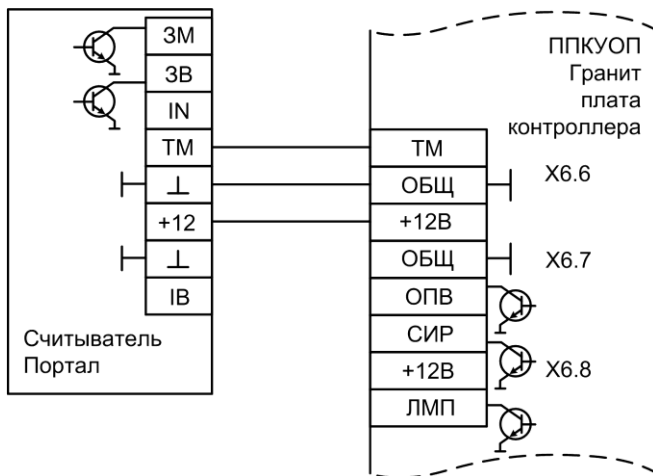 ЗМ
ЗВ
IN
ТМ
⊥
+12
⊥
IB
Считыватель
Портал
ППКУОП
Гранит
плата
контроллера
ТМ
ОБЩ
+12В
ОБЩ
ОПВ
СИР
+12В
ЛМП
X6.6
X6.7
X6.8